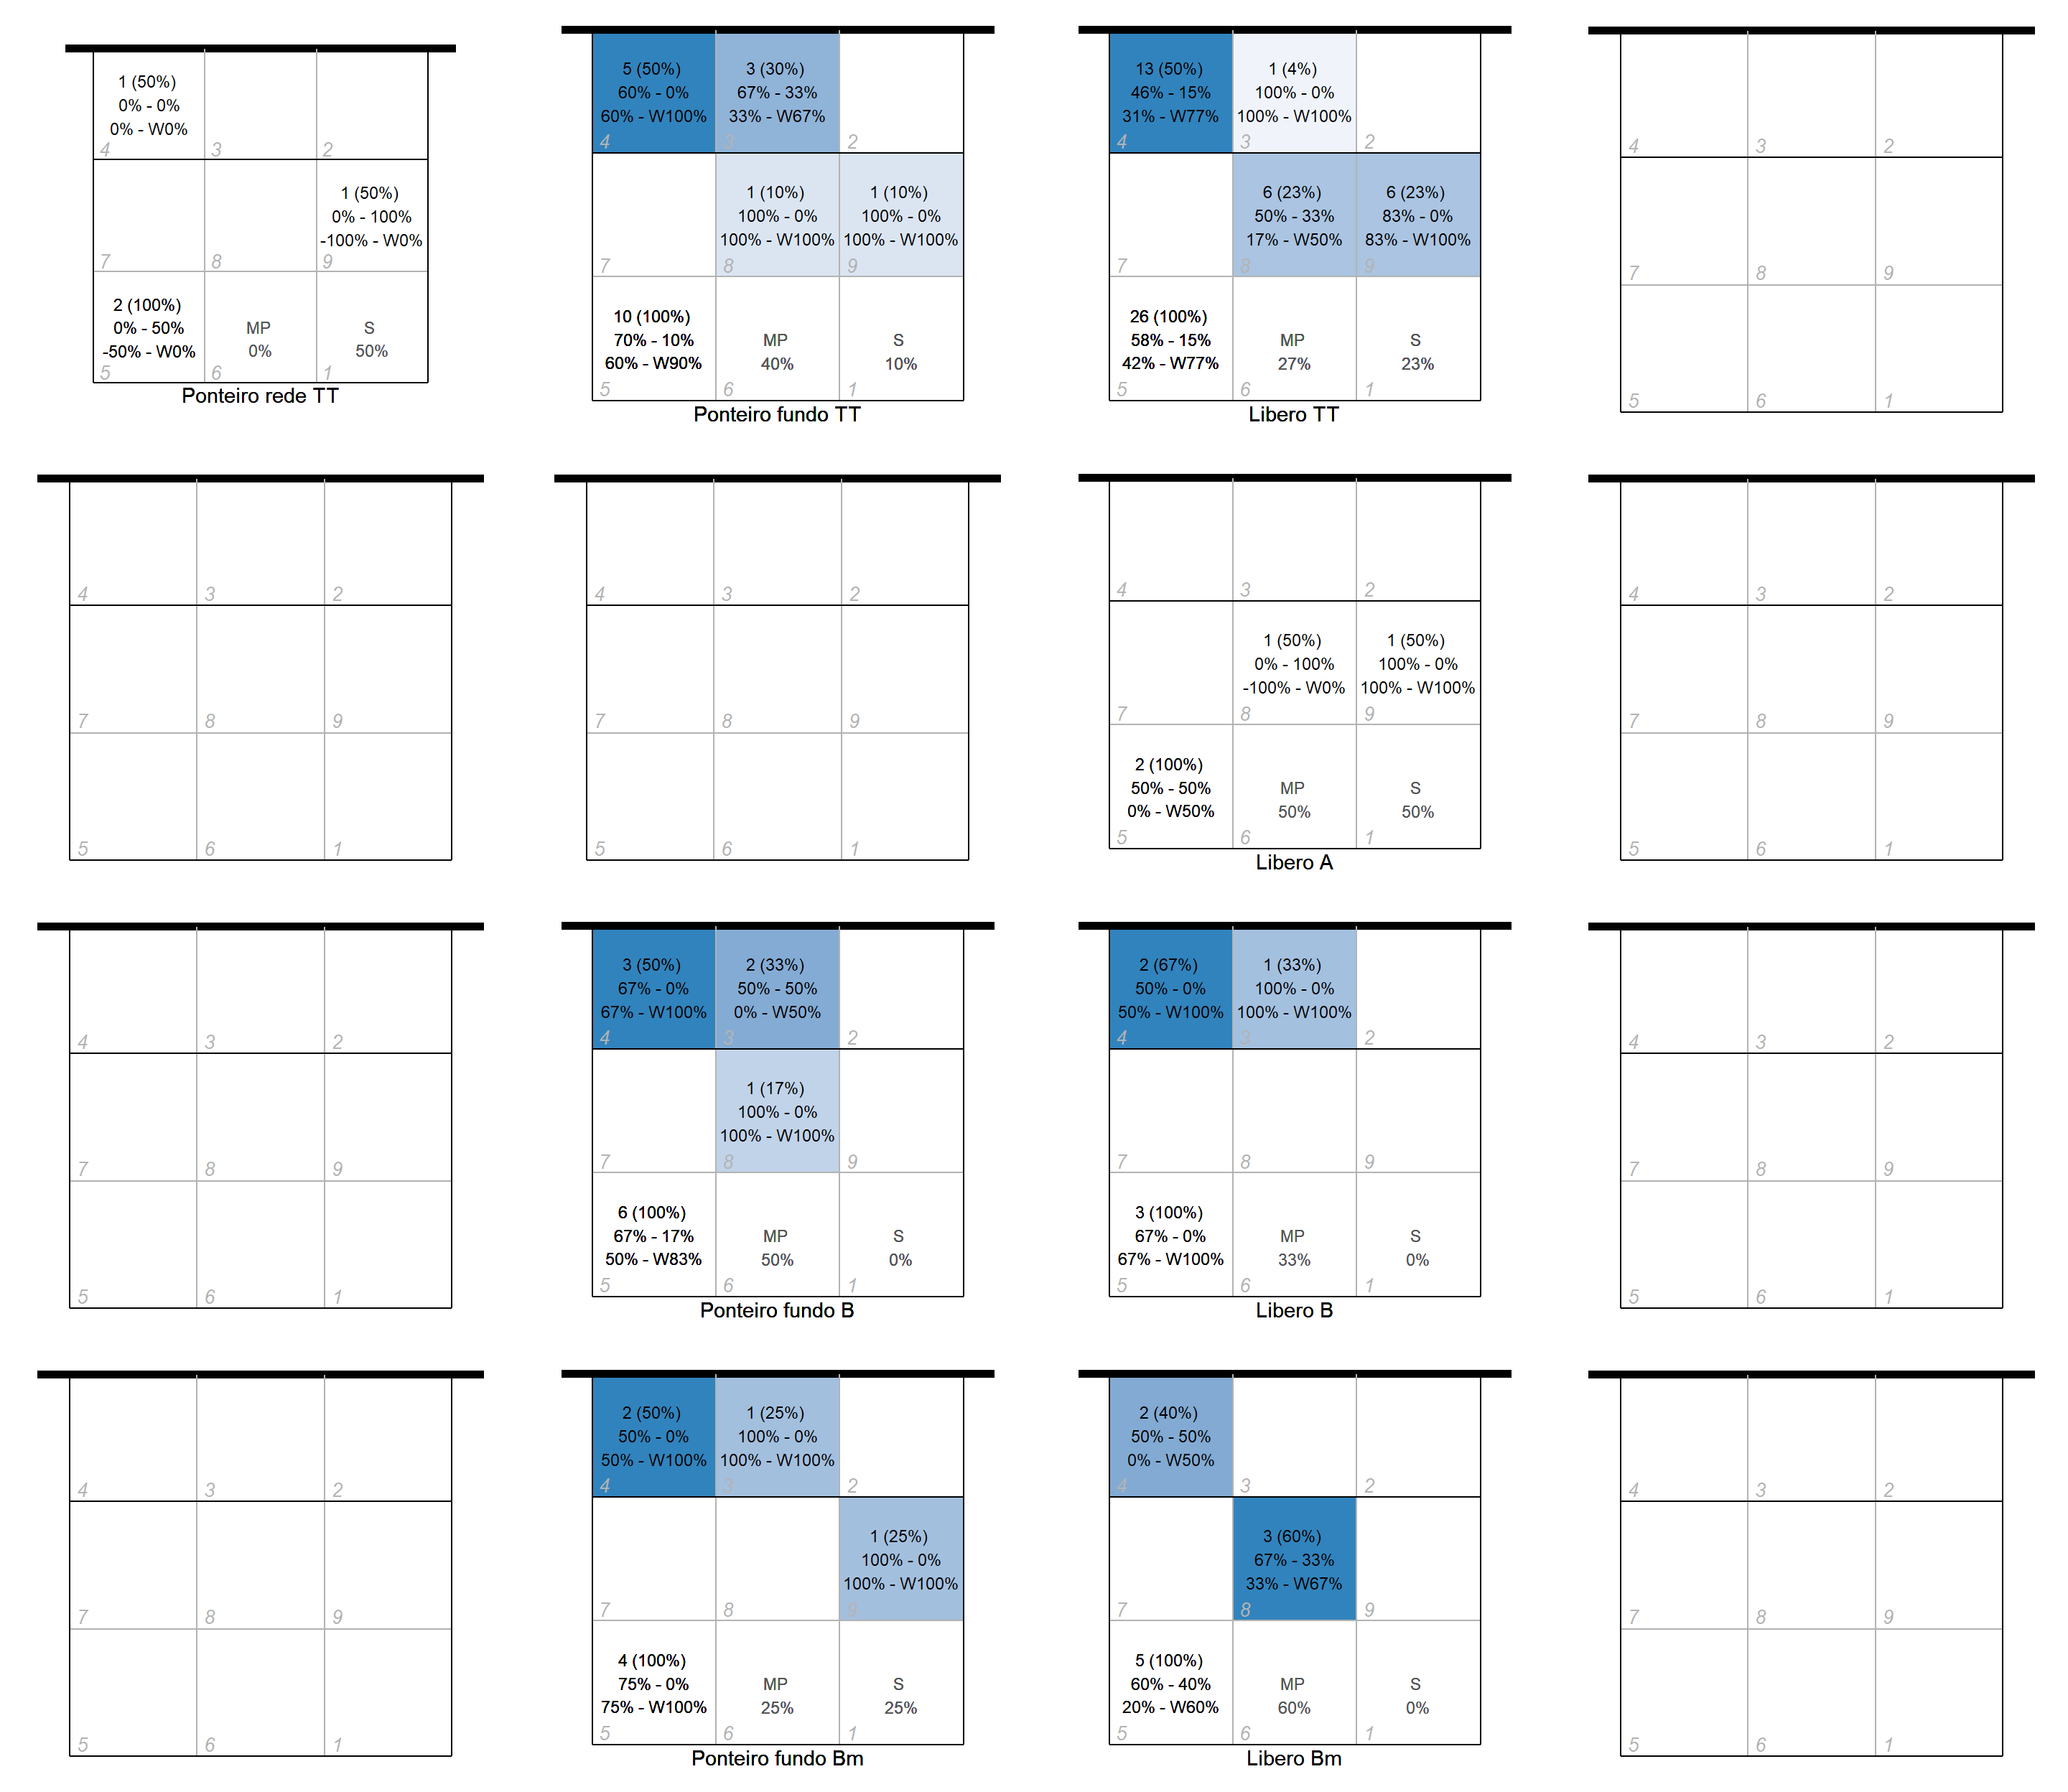 1 (50%)
0% - 0%
0% - W0%
4
3
2
1 (50%)
0% - 100%
-100% - W0%
7
8
9
2 (100%)
0% - 50%
-50% - W0%
MP
0%
S
50%
5
6
1
Ponteiro rede TT
5 (50%)
60% - 0%
60% - W100%
3 (30%)
67% - 33%
33% - W67%
4
3
2
1 (10%)
100% - 0%
100% - W100%
1 (10%)
100% - 0%
100% - W100%
7
8
9
10 (100%)
70% - 10%
60% - W90%
MP
40%
S
10%
5
6
1
Ponteiro fundo TT
13 (50%)
46% - 15%
31% - W77%
1 (4%)
100% - 0%
100% - W100%
4
3
2
6 (23%)
50% - 33%
17% - W50%
6 (23%)
83% - 0%
83% - W100%
7
8
9
26 (100%)
58% - 15%
42% - W77%
MP
27%
S
23%
5
6
1
Libero TT
4
3
2
7
8
9
5
6
1
4
3
2
7
8
9
5
6
1
4
3
2
7
8
9
5
6
1
4
3
2
1 (50%)
0% - 100%
-100% - W0%
1 (50%)
100% - 0%
100% - W100%
7
8
9
2 (100%)
50% - 50%
0% - W50%
MP
50%
S
50%
5
6
1
Libero A
4
3
2
7
8
9
5
6
1
4
3
2
7
8
9
5
6
1
3 (50%)
67% - 0%
67% - W100%
2 (33%)
50% - 50%
0% - W50%
4
3
2
1 (17%)
100% - 0%
100% - W100%
7
8
9
6 (100%)
67% - 17%
50% - W83%
MP
50%
S
0%
5
6
1
Ponteiro fundo B
2 (67%)
50% - 0%
50% - W100%
1 (33%)
100% - 0%
100% - W100%
4
3
2
7
8
9
3 (100%)
67% - 0%
67% - W100%
MP
33%
S
0%
5
6
1
Libero B
4
3
2
7
8
9
5
6
1
4
3
2
7
8
9
5
6
1
2 (50%)
50% - 0%
50% - W100%
1 (25%)
100% - 0%
100% - W100%
4
3
2
1 (25%)
100% - 0%
100% - W100%
7
8
9
4 (100%)
75% - 0%
75% - W100%
MP
25%
S
25%
5
6
1
Ponteiro fundo Bm
2 (40%)
50% - 50%
0% - W50%
4
3
2
3 (60%)
67% - 33%
33% - W67%
7
8
9
5 (100%)
60% - 40%
20% - W60%
MP
60%
S
0%
5
6
1
Libero Bm
4
3
2
7
8
9
5
6
1